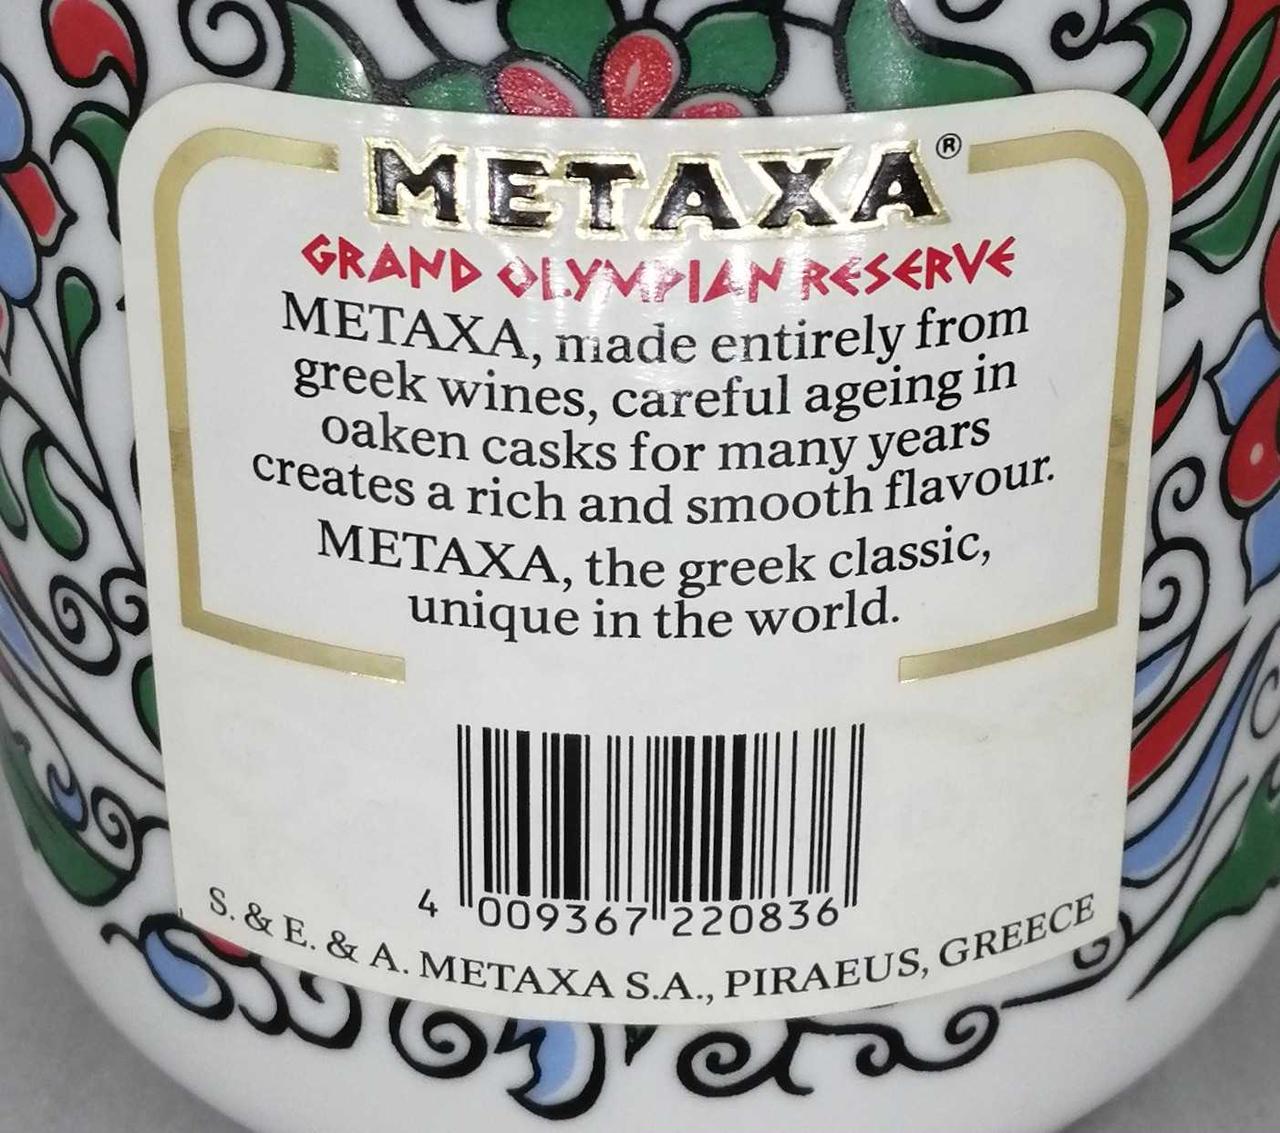 METAXA®
GRAND OLYMPIAN RESERVE
METAXA, made entirely from
greek wines, careful ageing in
oaken casks for many years
creates a rich and smooth flavour.
METAXA, the greek classic,
unique in the world.
4 009367 220836
S. & E. & A. METAXA S.A., PIRAEUS, GREECE